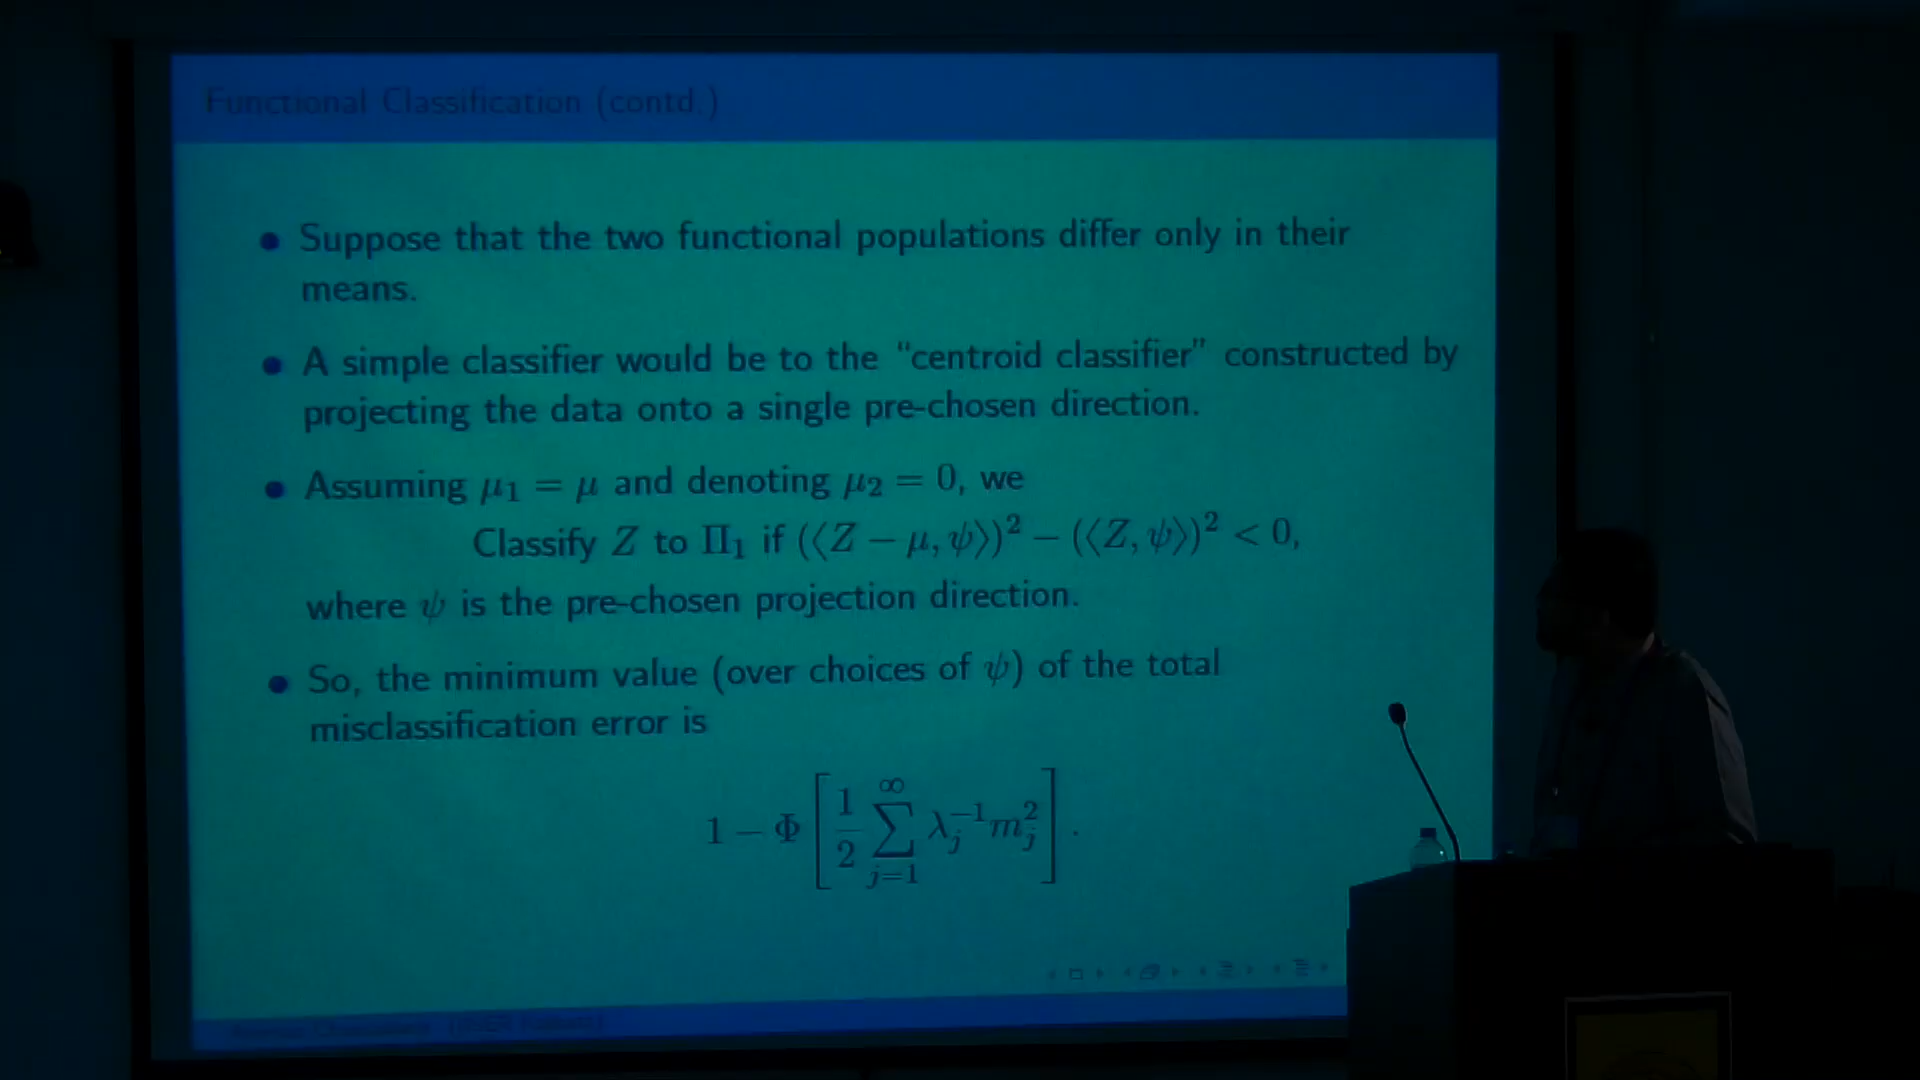 Functional Classification (contd.)
• Suppose that the two functional populations differ only in their
means.
• A simple classifier would be to the “centroid classifier” constructed by
projecting the data onto a single pre-chosen direction.
• Assuming μ₁ = μ and denoting μ₂ = 0, we
Classify Z to Π₁ if (⟨Z − μ, ψ⟩)² − (⟨Z, ψ⟩)² < 0,
where ψ is the pre-chosen projection direction.
• So, the minimum value (over choices of ψ) of the total
misclassification error is
1 − Φ [ 1/2 ∑_{j=1}^{∞} λ_j^{−1} m_j^2 ] .